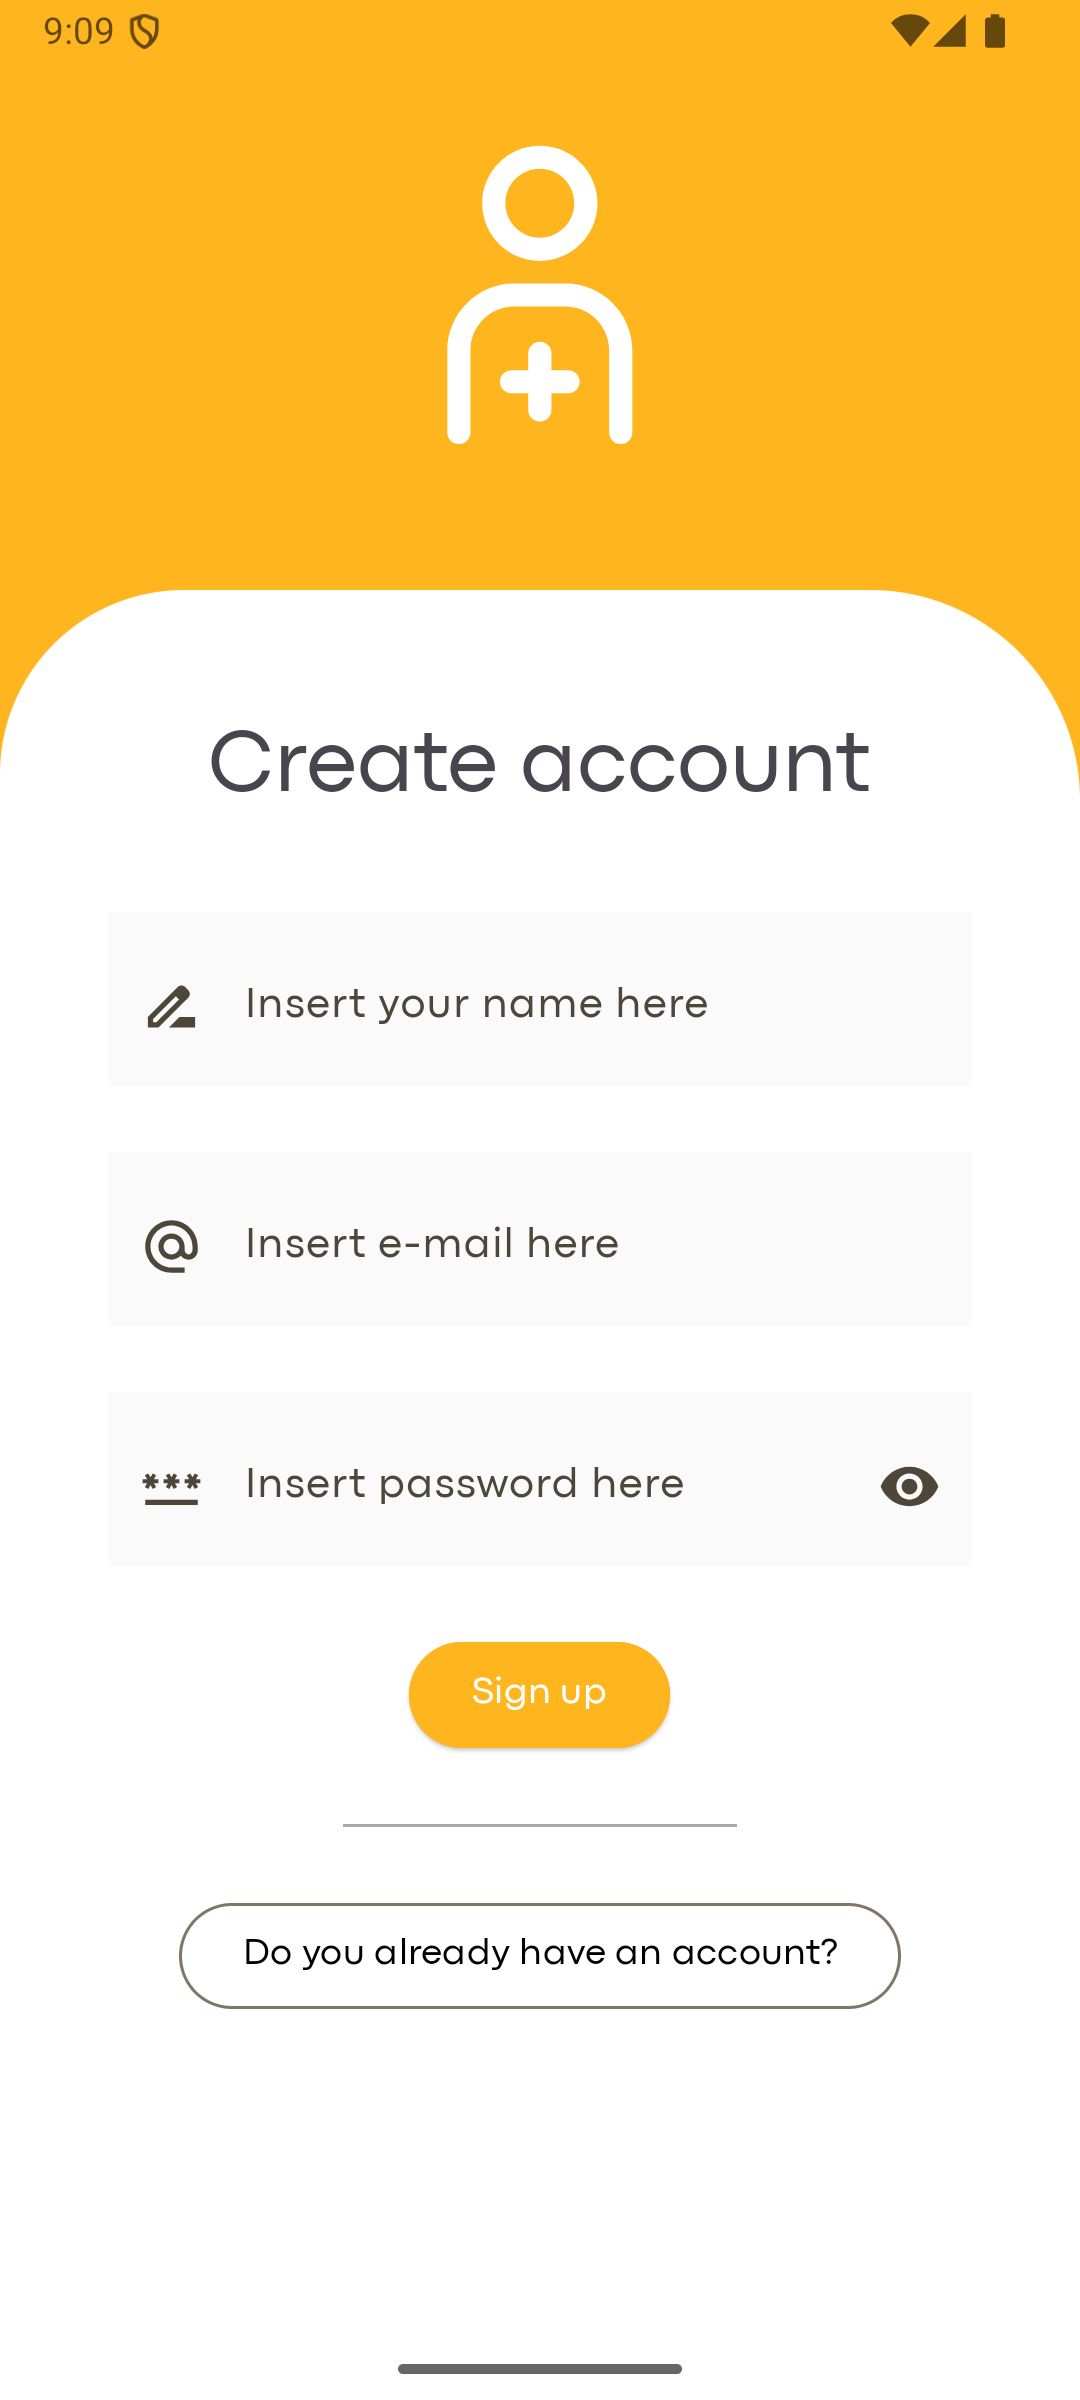 9:09
Create account
Insert your name here
Insert e-mail here
Insert password here
Sign up
Do you already have an account?